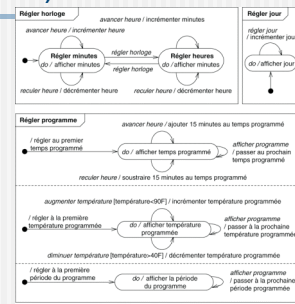 Régler horloge
avancer heure / incrémenter minutes
avancer heure / incrémenter heure
Régler minutes
do / afficher minutes
régler horloge
régler horloge
Régler heures
do / afficher minutes
reculer heure / décrémenter heure
reculer heure / décrémenter heure
Régler jour
régler jour
/ incrémenter jou
do / afficher jour
Régler programme
avancer heure / ajouter 15 minutes au temps programmé
/ régler au premier
temps programmé
do / afficher temps programmé
afficher programme
/ passer au prochain
temps programmé
reculer heure / soustraire 15 minutes au temps programmé
augmenter température [température<90F] / incrémenter température programmée
/ régler à la première
température programmée
do / afficher température
programmée
afficher programme
/ passer à la prochaine
température programmée
diminuer température [température>40F] / décrémenter température programmée
/ régler à la première
période du programme
do / afficher la période
du programme
afficher programme
/ passer à la prochaine
période programmée